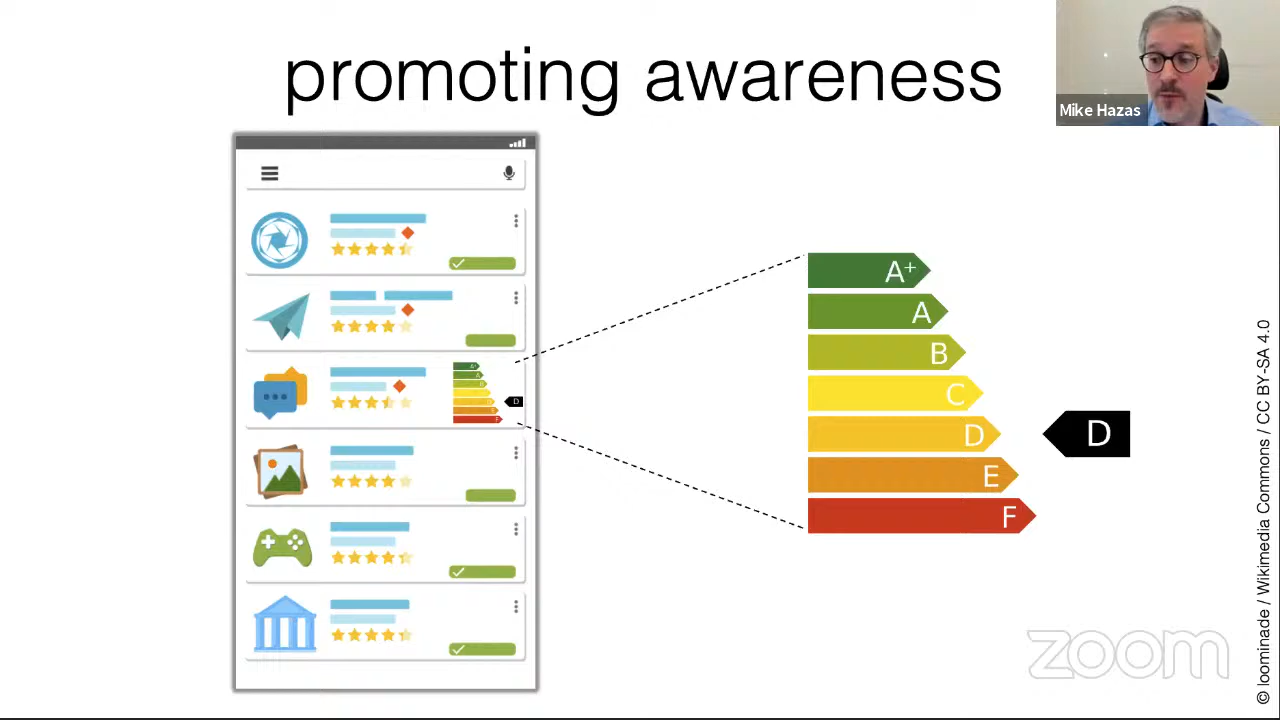 promoting awareness
Mike Hazas
A+
A
B
C
D
E
F
D
A+
A
B
C
D
E
F
D
zoom
© loominade / Wikimedia Commons / CC BY-SA 4.0